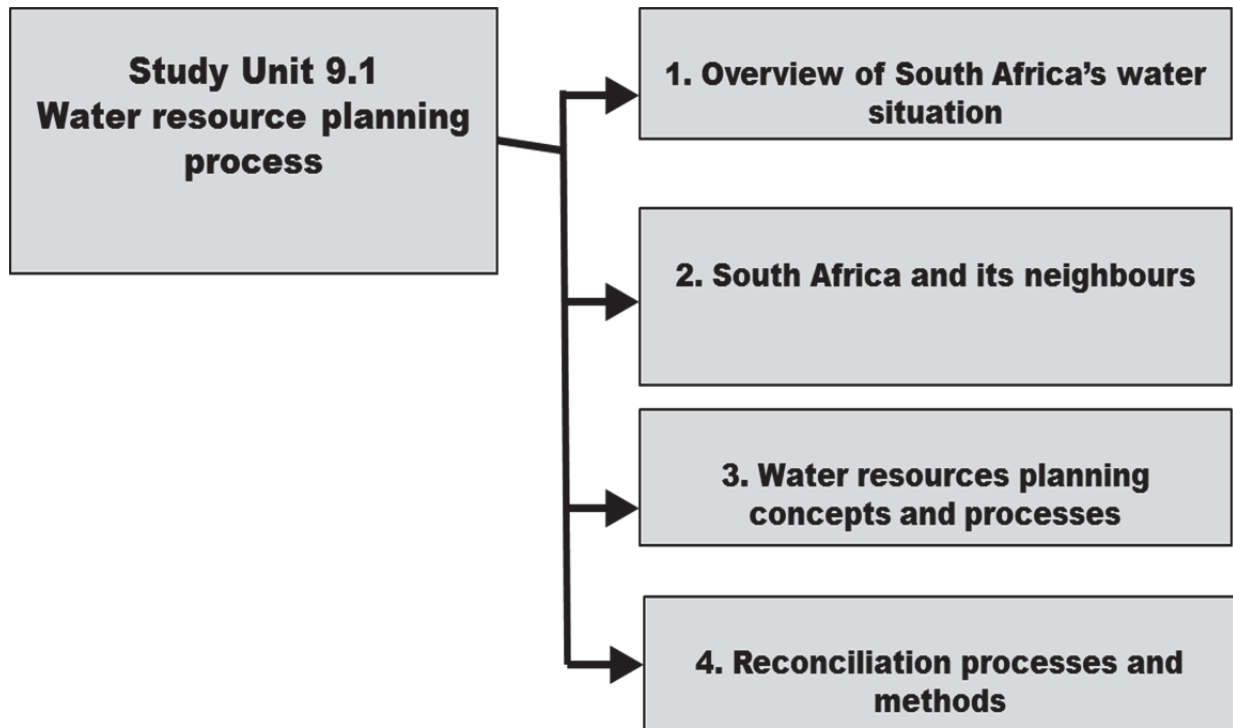 Study Unit 9.1
Water resource planning
process
1. Overview of South Africa's water
situation
2. South Africa and its neighbours
3. Water resources planning
concepts and processes
4. Reconciliation processes and
methods